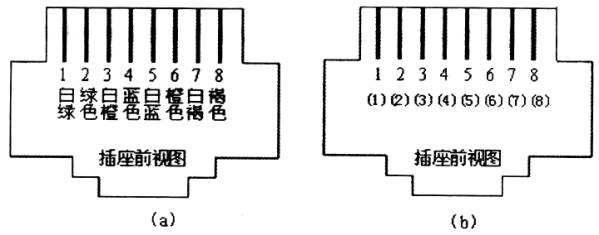 1 2 3 4 5 6 7 8
白绿 绿色 白橙 蓝色 白蓝 橙色 白褐 褐色
插座前视图
(a)
1 2 3 4 5 6 7 8
(1) (2) (3) (4) (5) (6) (7) (8)
插座前视图
(b)